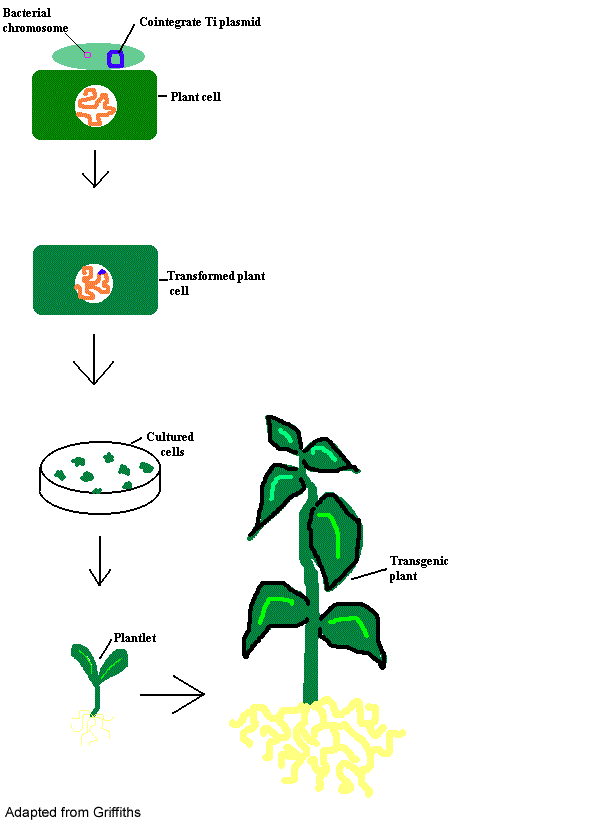 Bacterial
chromosome
Cointegrate Ti plasmid
Plant cell
Transformed plant
cell
Cultured
cells
Transgenic
plant
Plantlet
Adapted from Griffiths